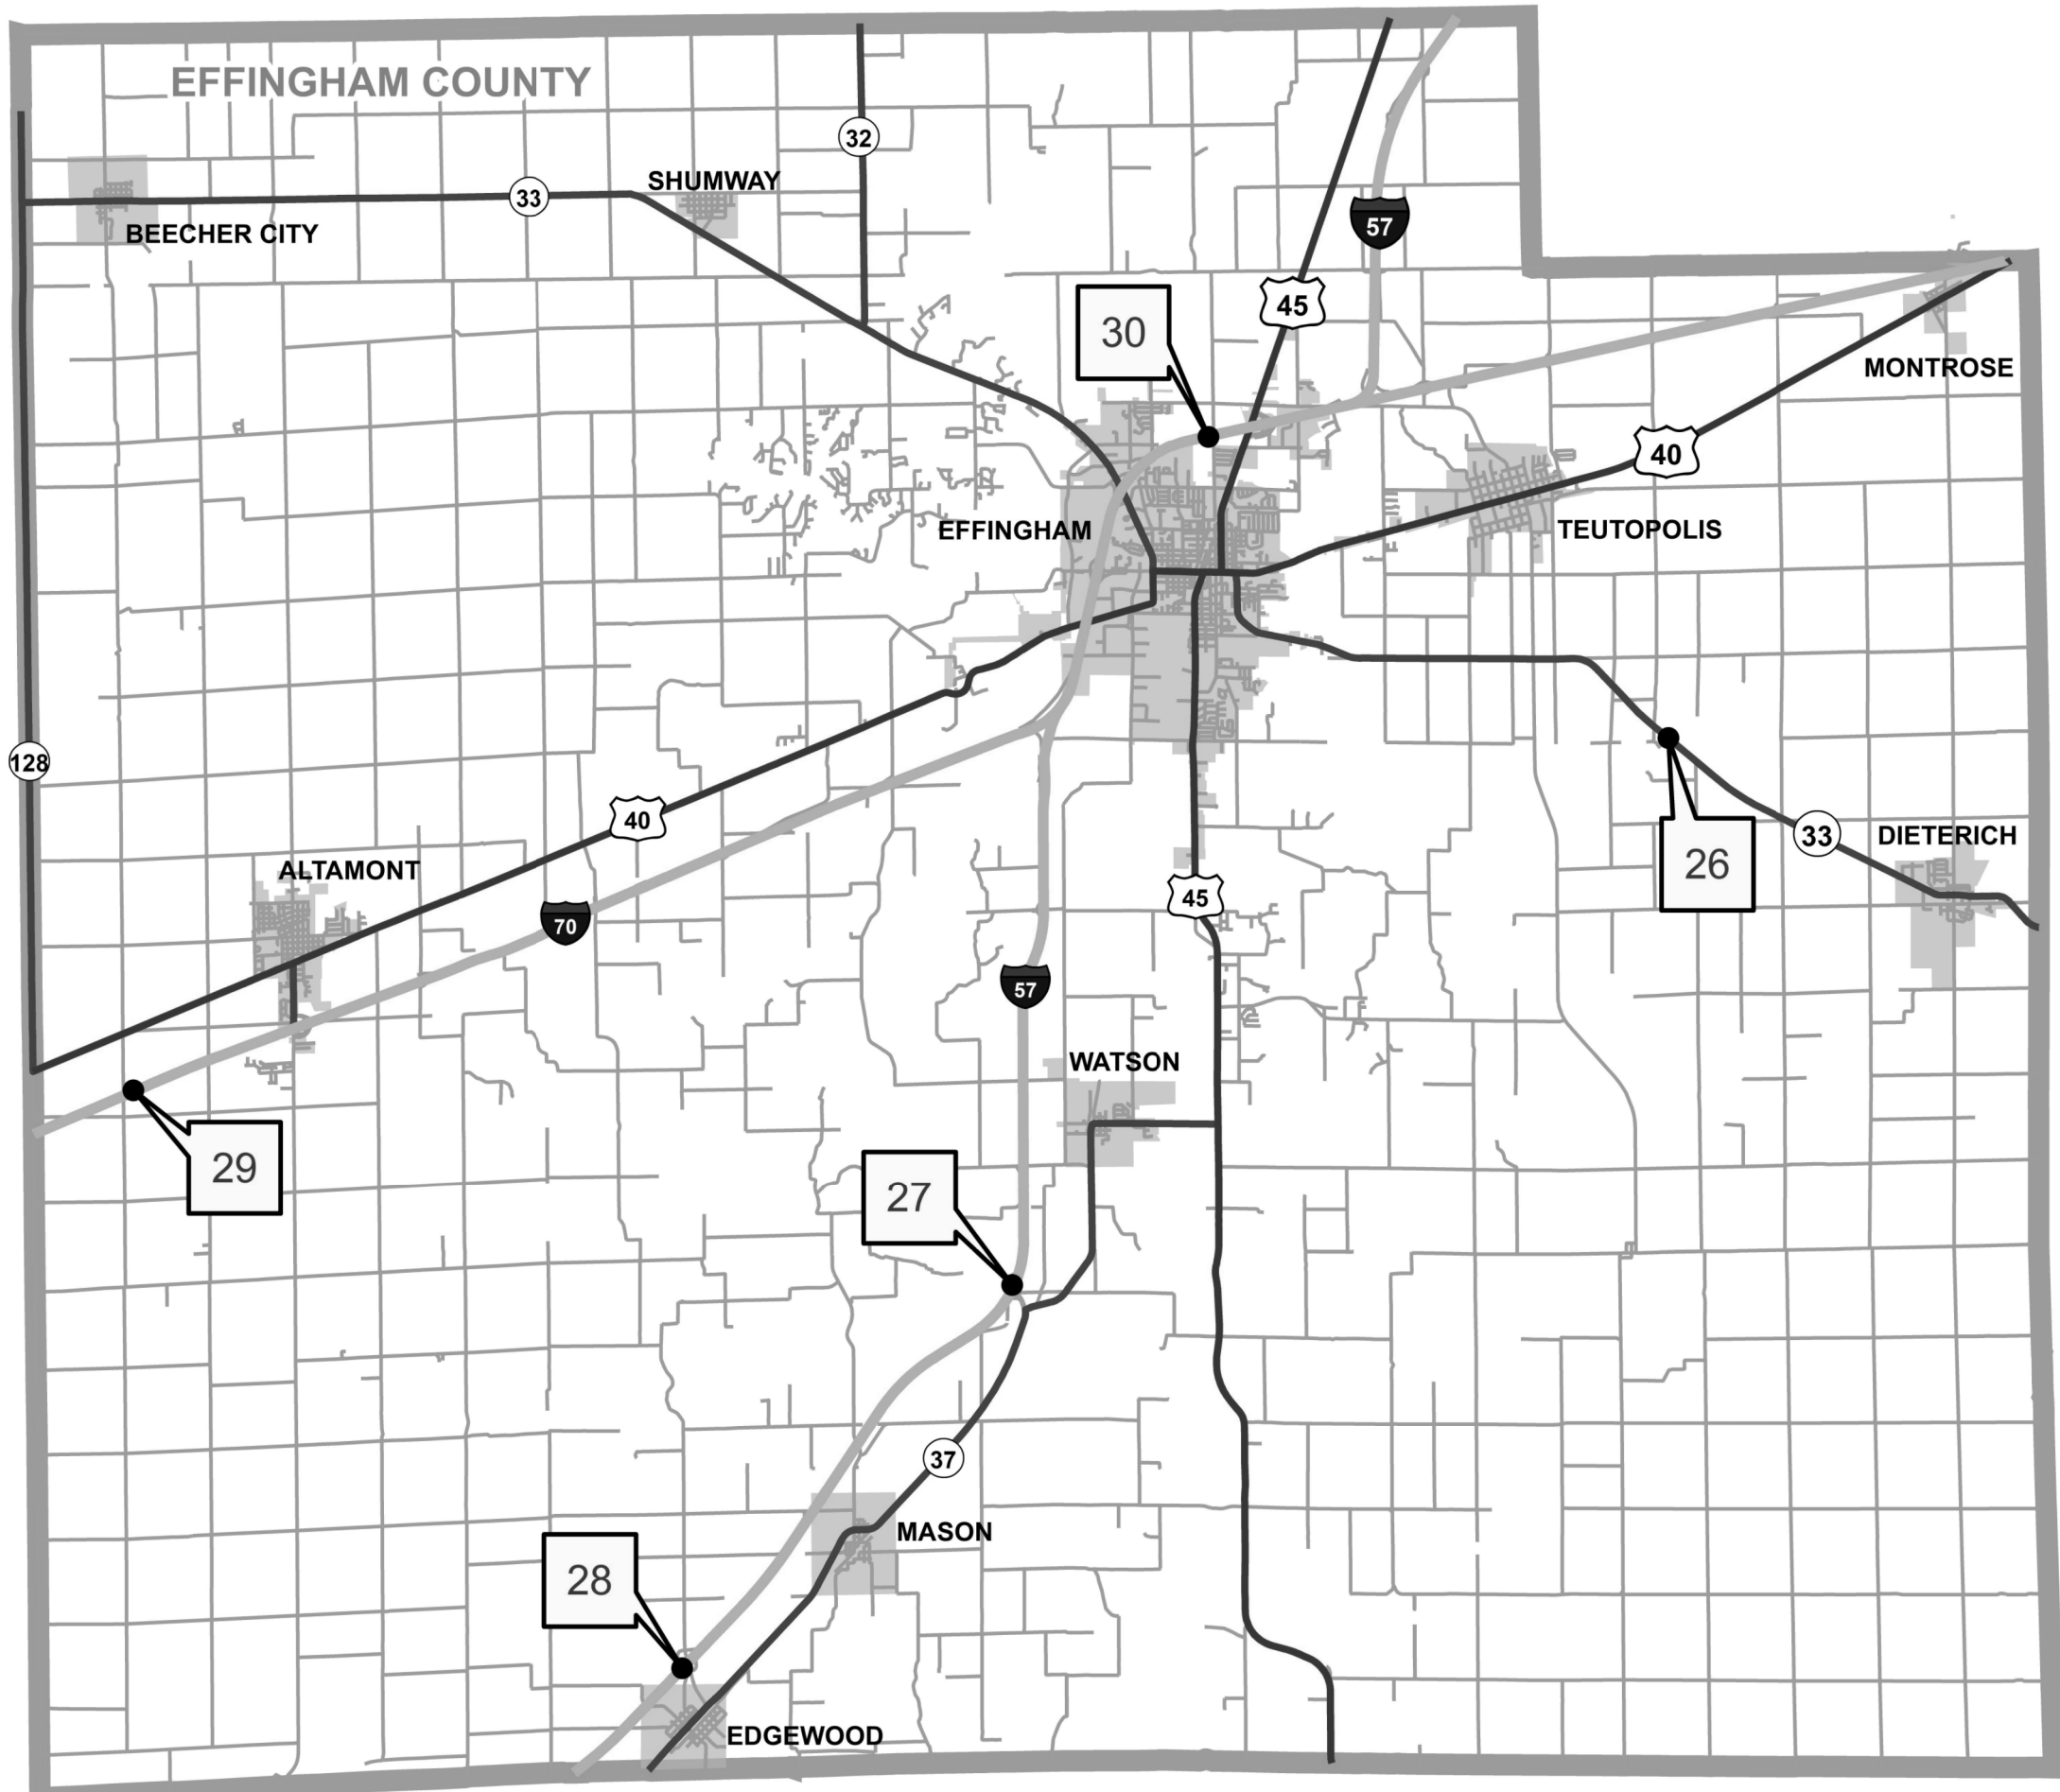 EFFINGHAM COUNTY
32
SHUMWAY
33
57
BEECHER CITY
45
30
MONTROSE
40
EFFINGHAM
TEUTOPOLIS
128
40
33
DIETERICH
26
ALTAMONT
45
70
57
WATSON
29
27
37
MASON
28
EDGEWOOD